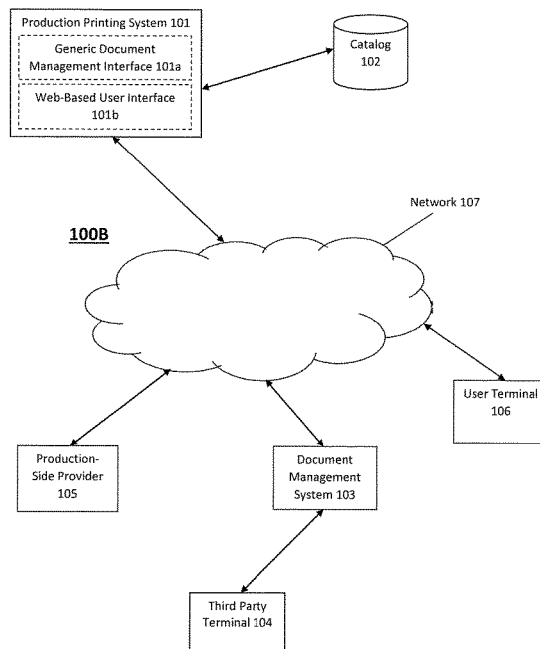 Production Printing System 101
Generic Document
Management Interface 101a
Web-Based User Interface
101b
Catalog
102
Network 107
100B
User Terminal
106
Production-
Side Provider
105
Document
Management
System 103
Third Party
Terminal 104